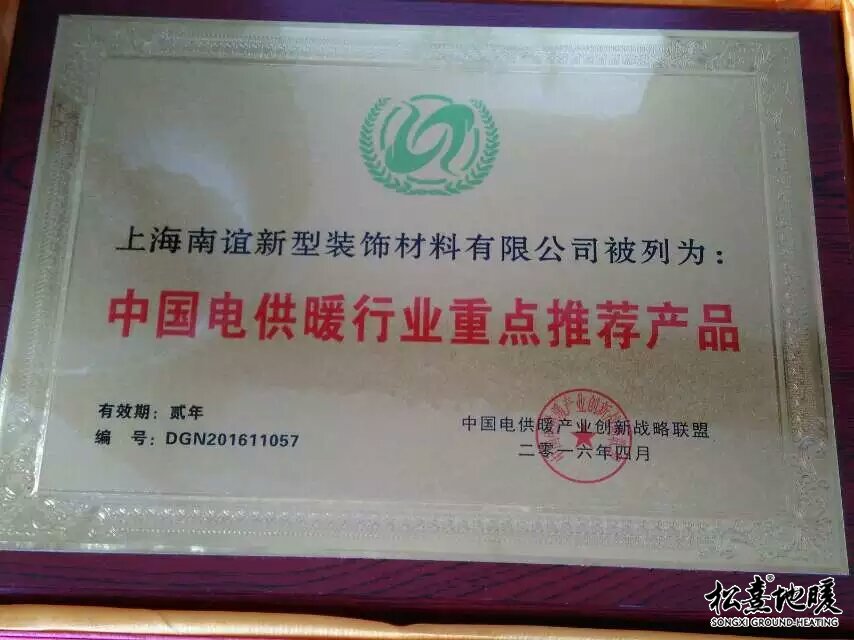 上海南谊新型装饰材料有限公司被列为：
中国电供暖行业重点推荐产品
有效期：贰年
编 号：DGN201611057
中国电供暖产业创新战略联盟
二零一六年四月
松熹地暖®
SONGXI GROUND-HEATING